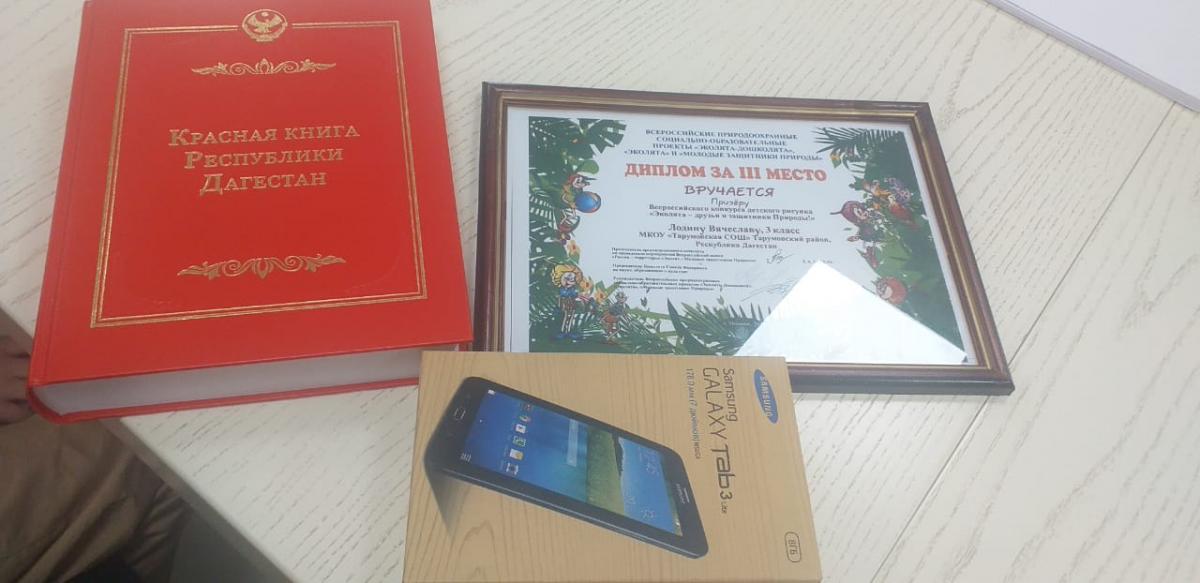 КРАСНАЯ КНИГА
РЕСПУБЛИКИ
ДАГЕСТАН
ВСЕРОССИЙСКИЕ ПРИРОДООХРАННЫЕ
СОЦИАЛЬНО-ОБРАЗОВАТЕЛЬНЫЕ
ПРОЕКТЫ «ЭКОЛЯТА-ДОШКОЛЯТА»,
«ЭКОЛЯТА» И «МОЛОДЫЕ ЗАЩИТНИКИ ПРИРОДЫ»
ДИПЛОМ ЗА III МЕСТО
ВРУЧАЕТСЯ
Призёру
Всероссийского конкурса детского рисунка
«Эколята – друзья и защитники Природы!»
Лодину Вячеславу, 3 класс
МКОУ «Тарумовская СОШ» Тарумовский район,
Республика Дагестан
SAMSUNG
Samsung
GALAXY Tab 3 Lite
8ГБ